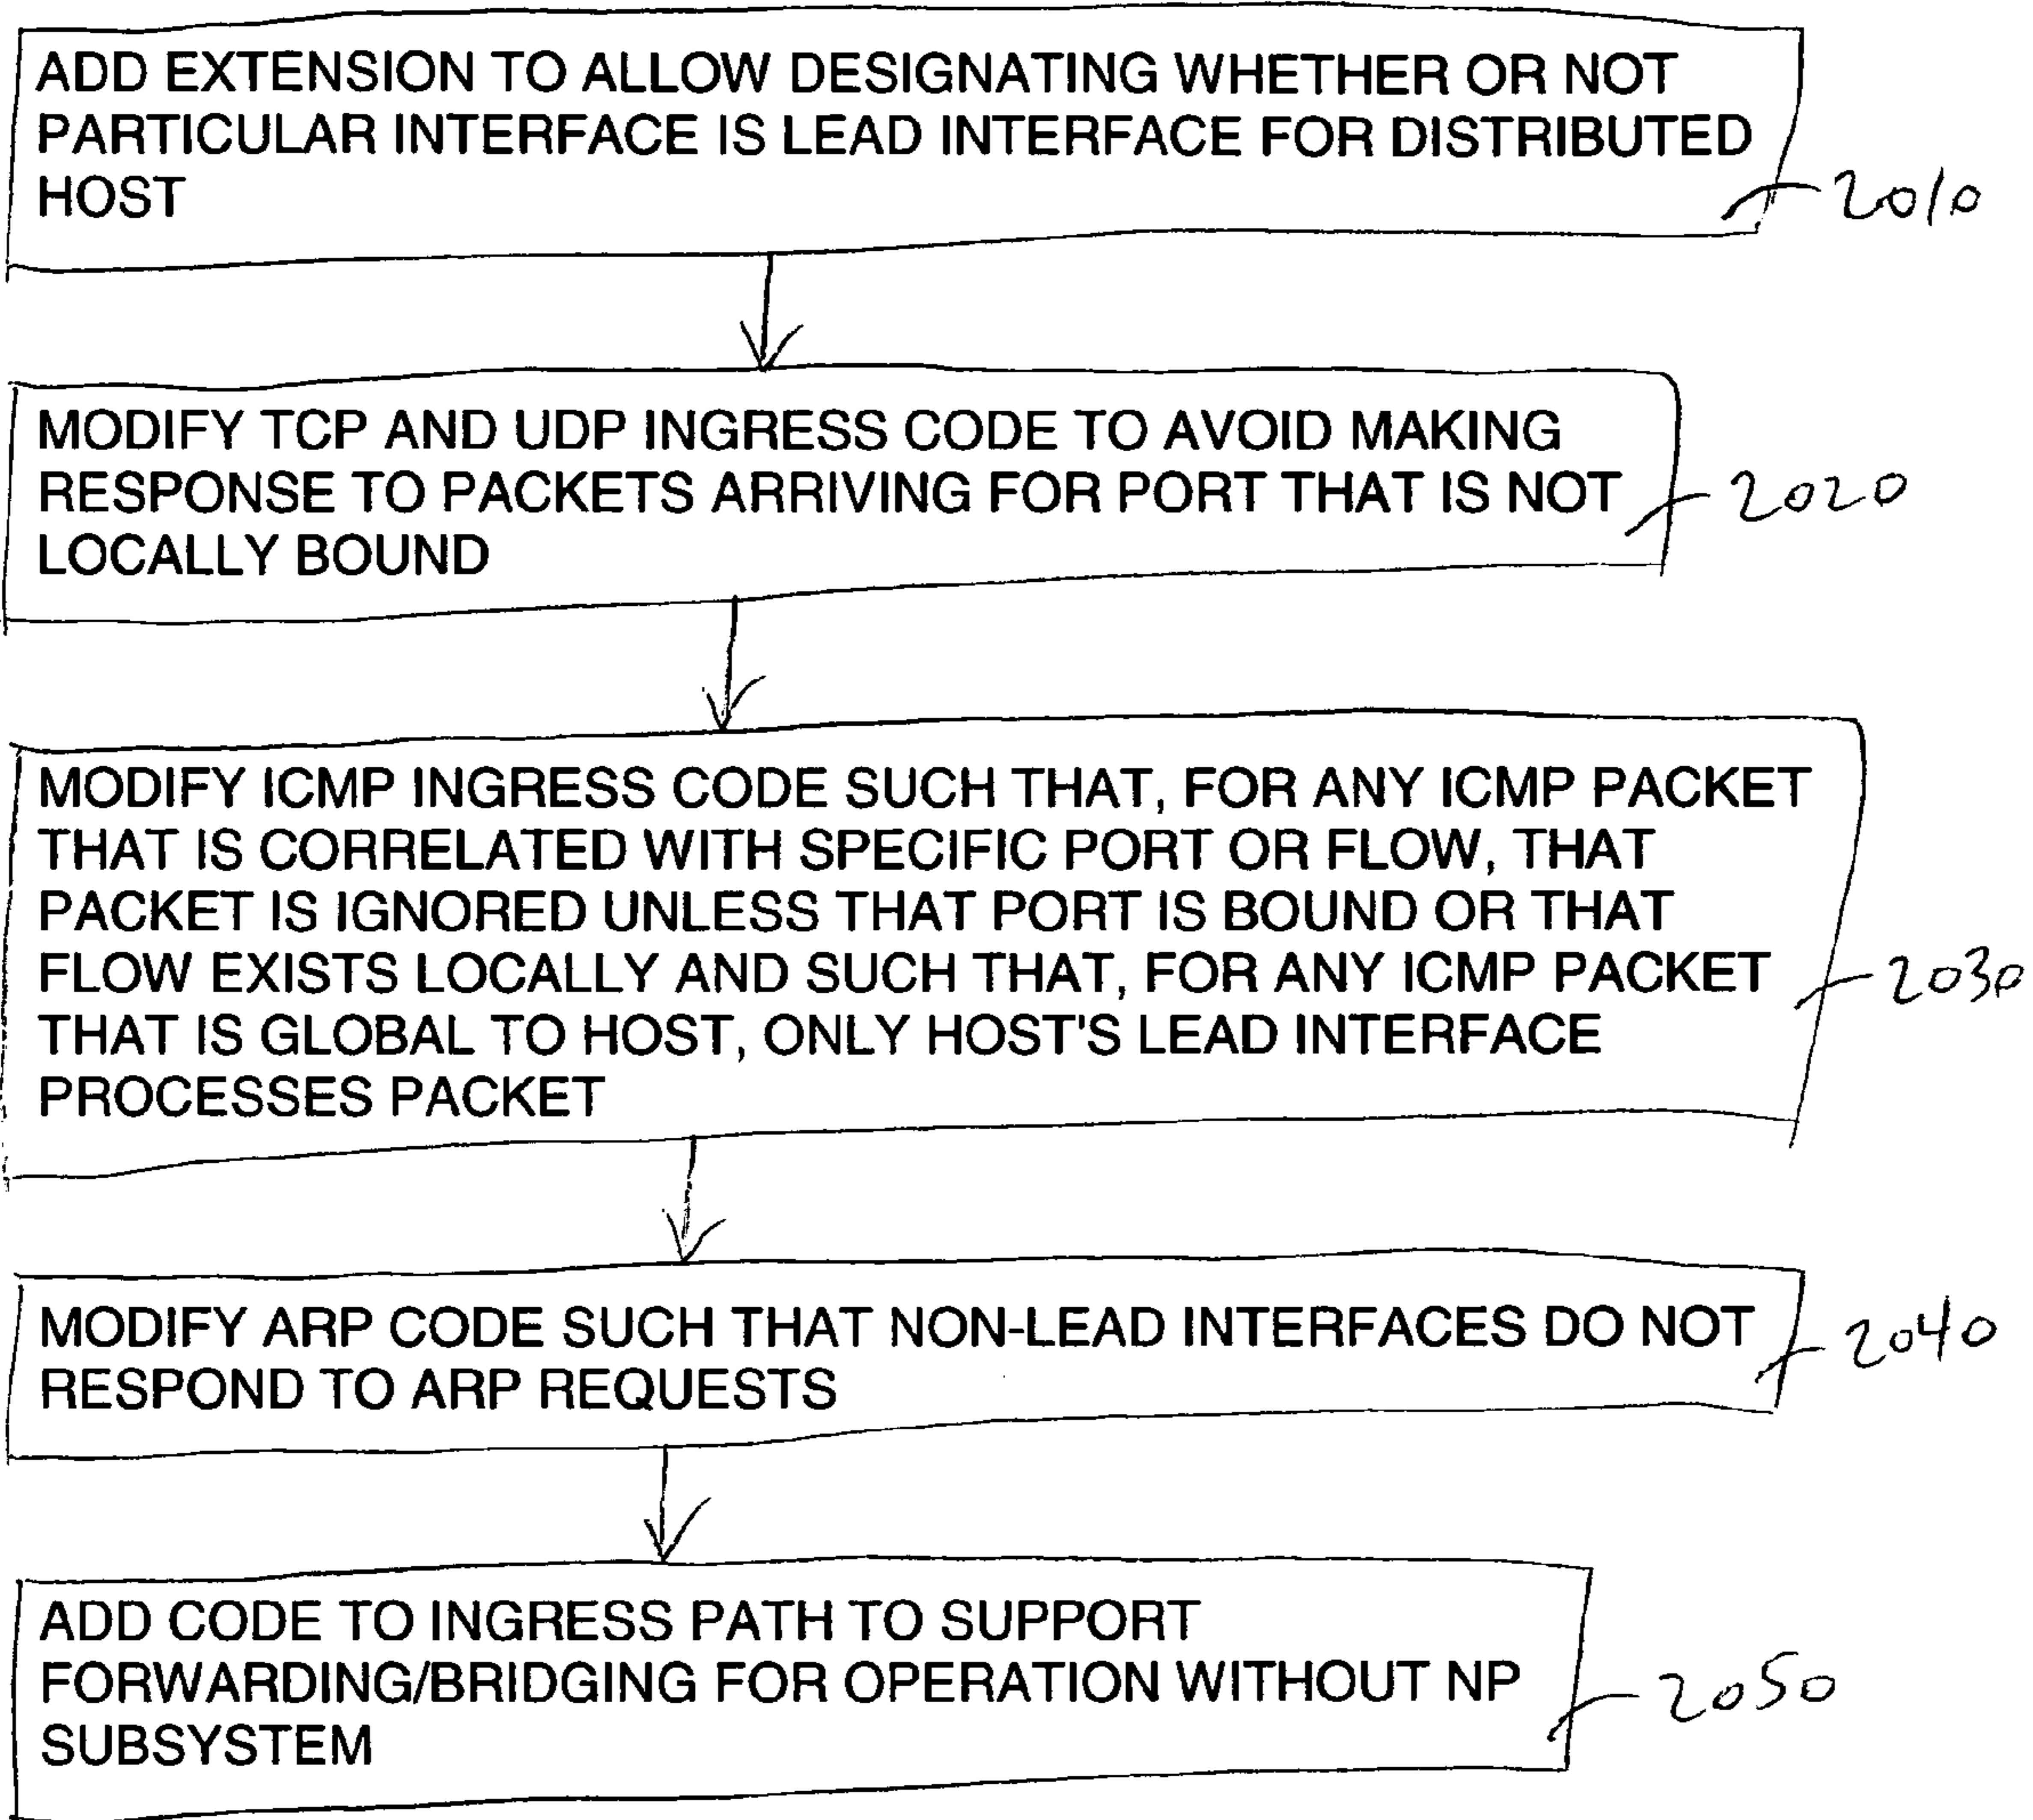 ADD EXTENSION TO ALLOW DESIGNATING WHETHER OR NOT
PARTICULAR INTERFACE IS LEAD INTERFACE FOR DISTRIBUTED
HOST
2010
MODIFY TCP AND UDP INGRESS CODE TO AVOID MAKING
RESPONSE TO PACKETS ARRIVING FOR PORT THAT IS NOT
LOCALLY BOUND
2020
MODIFY ICMP INGRESS CODE SUCH THAT, FOR ANY ICMP PACKET
THAT IS CORRELATED WITH SPECIFIC PORT OR FLOW, THAT
PACKET IS IGNORED UNLESS THAT PORT IS BOUND OR THAT
FLOW EXISTS LOCALLY AND SUCH THAT, FOR ANY ICMP PACKET
THAT IS GLOBAL TO HOST, ONLY HOST'S LEAD INTERFACE
PROCESSES PACKET
2030
MODIFY ARP CODE SUCH THAT NON-LEAD INTERFACES DO NOT
RESPOND TO ARP REQUESTS
2040
ADD CODE TO INGRESS PATH TO SUPPORT
FORWARDING/BRIDGING FOR OPERATION WITHOUT NP
SUBSYSTEM
2050